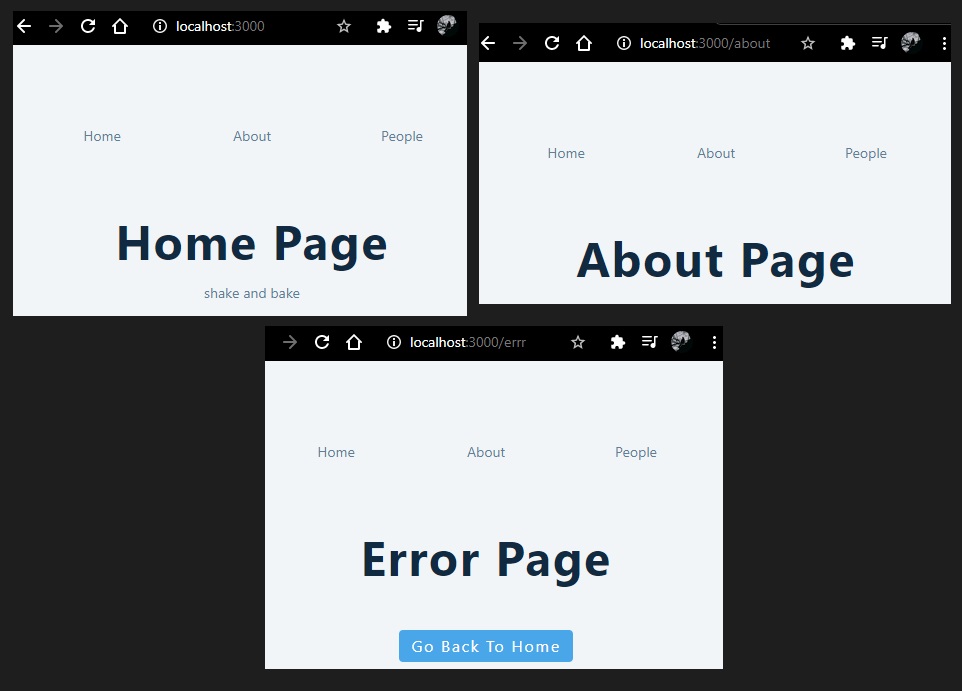 localhost:3000
Home About People
Home Page
shake and bake
localhost:3000/about
Home About People
About Page
localhost:3000/errr
Home About People
Error Page
Go Back To Home